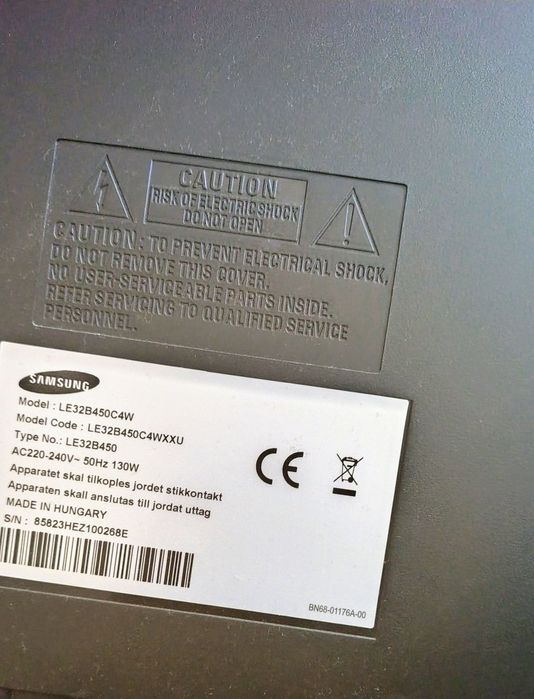 CAUTION
RISK OF ELECTRIC SHOCK
DO NOT OPEN
CAUTION: TO PREVENT ELECTRICAL SHOCK,
DO NOT REMOVE THIS COVER.
NO USER-SERVICEABLE PARTS INSIDE.
REFER SERVICING TO QUALIFIED SERVICE
PERSONNEL.
SAMSUNG
Model : LE32B450C4W
Model Code : LE32B450C4WXXU
Type No.: LE32B450
AC220-240V~ 50Hz 130W
Apparatet skal tilkoples jordet stikkontakt
Apparaten skall anslutas till jordat uttag
MADE IN HUNGARY
S/N : 85823HEZ100268E
CE
BN68-01176A-00